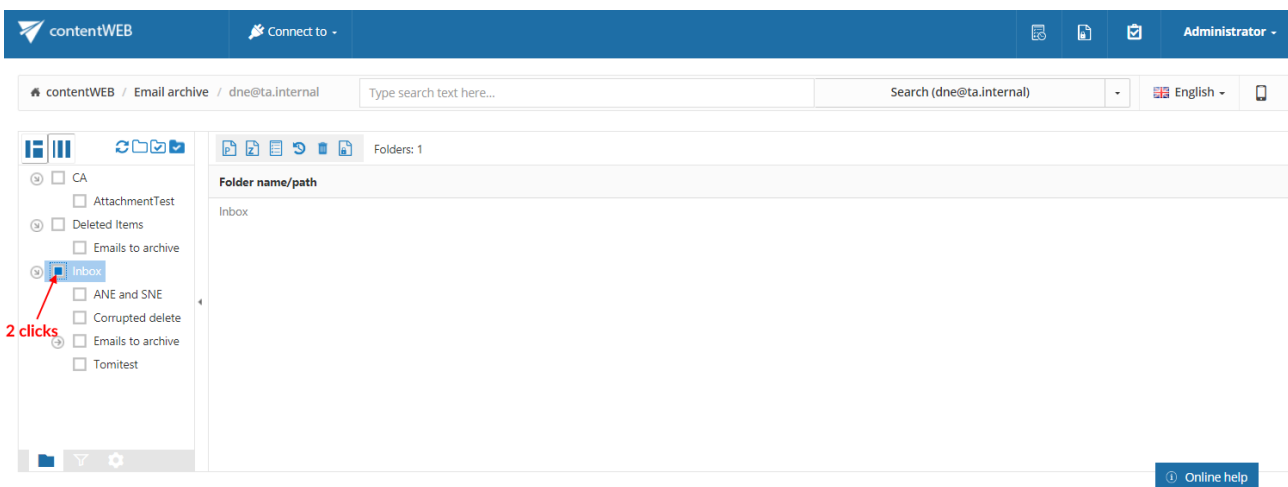 contentWEB
Connect to
Administrator
contentWEB / Email archive / dne@ta.internal
Type search text here...
Search (dne@ta.internal)
English
Folders: 1
CA
AttachmentTest
Deleted Items
Emails to archive
Inbox
ANE and SNE
Corrupted delete
Emails to archive
Tomitest
2 clicks
Folder name/path
Inbox
Online help